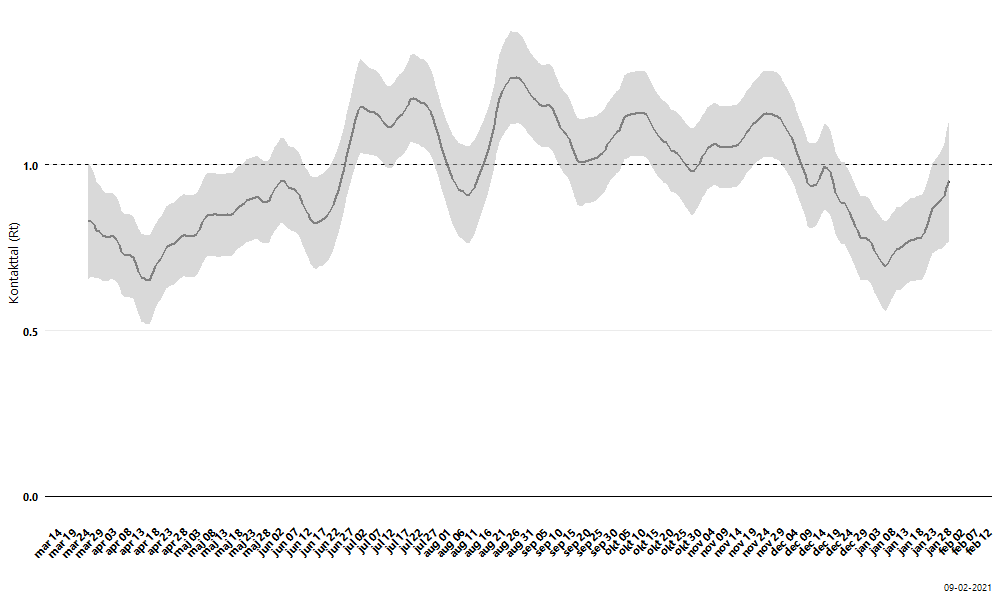 Kontakttal (Rt)
1.0
0.5
0.0
mar 14
mar 19
mar 24
mar 29
apr 03
apr 08
apr 13
apr 18
apr 23
apr 28
maj 03
maj 08
maj 13
maj 18
maj 23
maj 28
jun 02
jun 07
jun 12
jun 17
jun 22
jun 27
jul 02
jul 07
jul 12
jul 17
jul 22
jul 27
aug 01
aug 06
aug 11
aug 16
aug 21
aug 26
aug 31
sep 05
sep 10
sep 15
sep 20
sep 25
sep 30
okt 05
okt 10
okt 15
okt 20
okt 25
okt 30
nov 04
nov 09
nov 14
nov 19
nov 24
nov 29
dec 04
dec 09
dec 14
dec 19
dec 24
dec 29
jan 03
jan 08
jan 13
jan 18
jan 23
jan 28
feb 02
feb 07
feb 12
09-02-2021